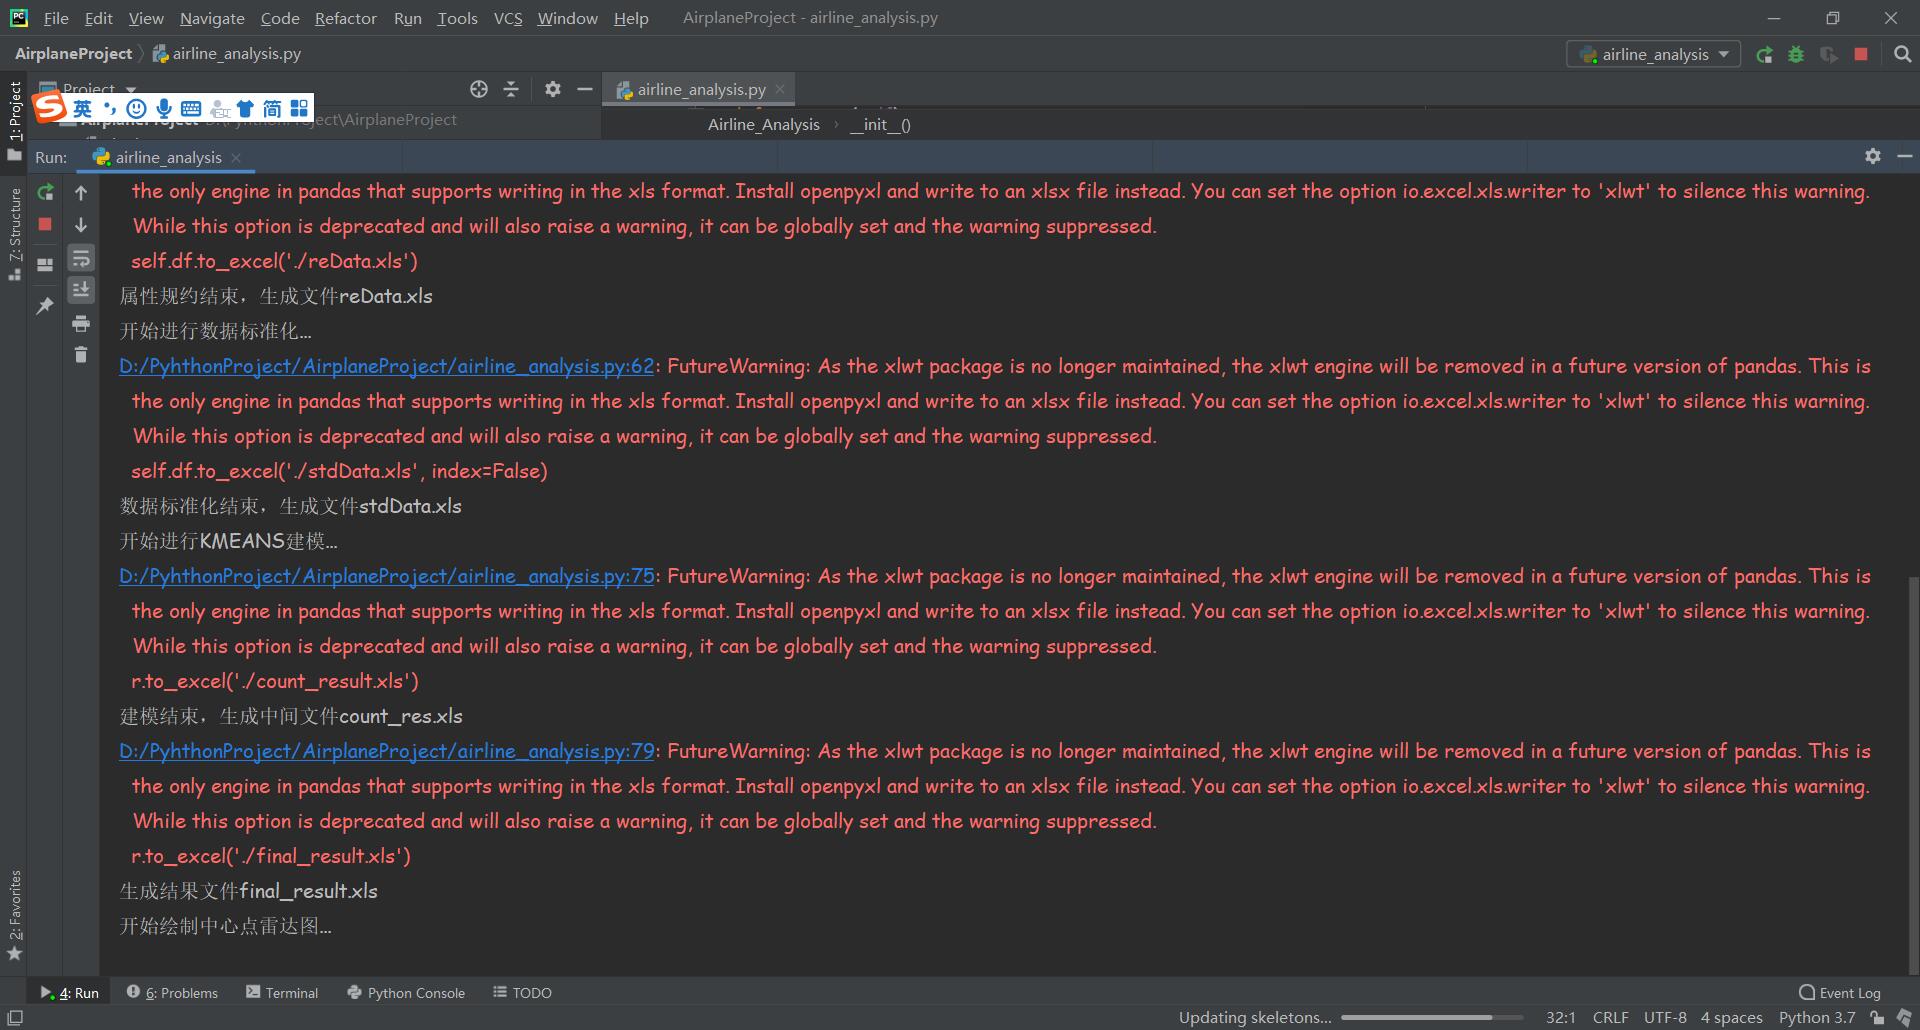 File Edit View Navigate Code Refactor Run Tools VCS Window Help AirplaneProject - airline_analysis.py
AirplaneProject airline_analysis.py airline_analysis
1: Project
Project airline_analysis.py
英 简
AirplaneProject D:\PyhthonProject\AirplaneProject
Airline_Analysis › __init__()
Run: airline_analysis
7: Structure
the only engine in pandas that supports writing in the xls format. Install openpyxl and write to an xlsx file instead. You can set the option io.excel.xls.writer to 'xlwt' to silence this warning.
While this option is deprecated and will also raise a warning, it can be globally set and the warning suppressed.
self.df.to_excel('./reData.xls')
属性规约结束，生成文件reData.xls
开始进行数据标准化...
D:/PyhthonProject/AirplaneProject/airline_analysis.py:62: FutureWarning: As the xlwt package is no longer maintained, the xlwt engine will be removed in a future version of pandas. This is
the only engine in pandas that supports writing in the xls format. Install openpyxl and write to an xlsx file instead. You can set the option io.excel.xls.writer to 'xlwt' to silence this warning.
While this option is deprecated and will also raise a warning, it can be globally set and the warning suppressed.
self.df.to_excel('./stdData.xls', index=False)
数据标准化结束，生成文件stdData.xls
开始进行KMEANS建模...
D:/PyhthonProject/AirplaneProject/airline_analysis.py:75: FutureWarning: As the xlwt package is no longer maintained, the xlwt engine will be removed in a future version of pandas. This is
the only engine in pandas that supports writing in the xls format. Install openpyxl and write to an xlsx file instead. You can set the option io.excel.xls.writer to 'xlwt' to silence this warning.
While this option is deprecated and will also raise a warning, it can be globally set and the warning suppressed.
r.to_excel('./count_result.xls')
建模结束，生成中间文件count_res.xls
D:/PyhthonProject/AirplaneProject/airline_analysis.py:79: FutureWarning: As the xlwt package is no longer maintained, the xlwt engine will be removed in a future version of pandas. This is
the only engine in pandas that supports writing in the xls format. Install openpyxl and write to an xlsx file instead. You can set the option io.excel.xls.writer to 'xlwt' to silence this warning.
While this option is deprecated and will also raise a warning, it can be globally set and the warning suppressed.
r.to_excel('./final_result.xls')
生成结果文件final_result.xls
开始绘制中心点雷达图...
2: Favorites
4: Run 6: Problems Terminal Python Console TODO Event Log
Updating skeletons... 32:1 CRLF UTF-8 4 spaces Python 3.7